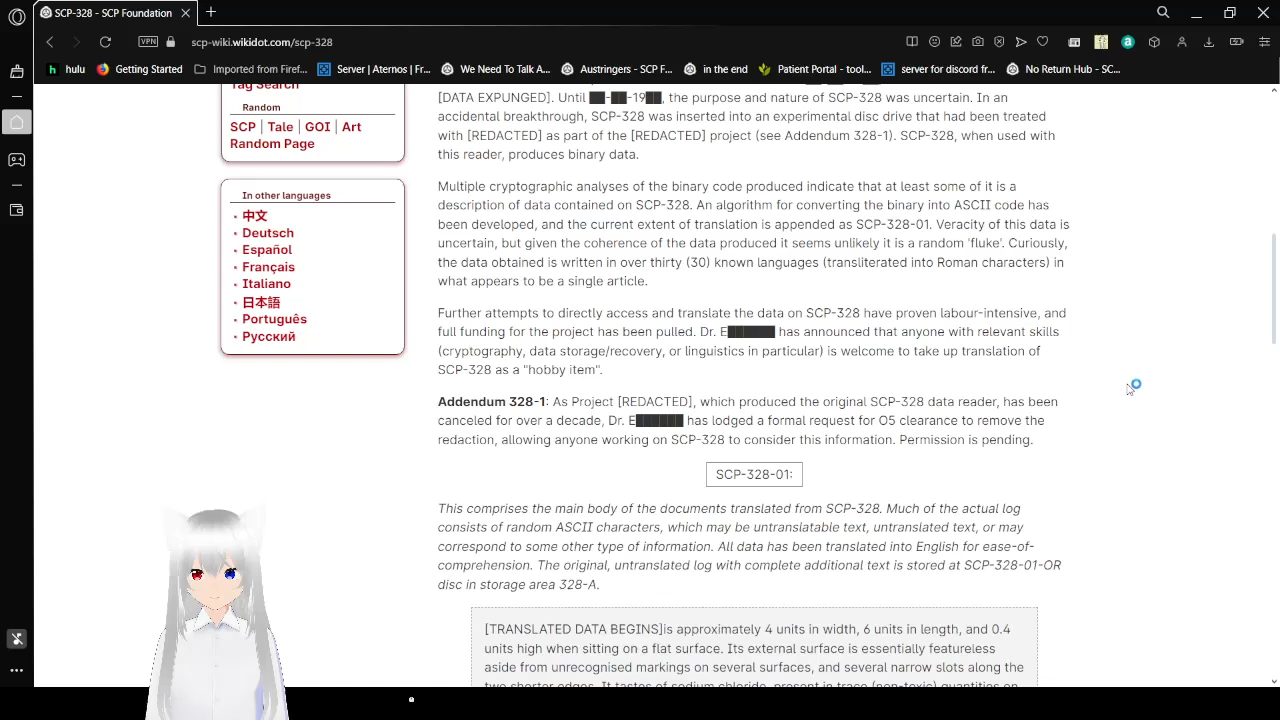 SCP-328 - SCP Foundation
VPN
scp-wiki.wikidot.com/scp-328
hulu
Getting Started
Imported from Firef...
Server | Aternos | Fr...
We Need To Talk A...
Austringers - SCP F...
in the end
Patient Portal - tool...
server for discord fr...
No Return Hub - SC...
Tag Search
Random
SCP | Tale | GOI | Art
Random Page
In other languages
中文
Deutsch
Español
Français
Italiano
日本語
Português
Русский
[DATA EXPUNGED]. Until ██-██-19██, the purpose and nature of SCP-328 was uncertain. In an
accidental breakthrough, SCP-328 was inserted into an experimental disc drive that had been treated
with [REDACTED] as part of the [REDACTED] project (see Addendum 328-1). SCP-328, when used with
this reader, produces binary data.
Multiple cryptographic analyses of the binary code produced indicate that at least some of it is a
description of data contained on SCP-328. An algorithm for converting the binary into ASCII code has
been developed, and the current extent of translation is appended as SCP-328-01. Veracity of this data is
uncertain, but given the coherence of the data produced it seems unlikely it is a random 'fluke'. Curiously,
the data obtained is written in over thirty (30) known languages (transliterated into Roman characters) in
what appears to be a single article.
Further attempts to directly access and translate the data on SCP-328 have proven labour-intensive, and
full funding for the project has been pulled. Dr. E██████ has announced that anyone with relevant skills
(cryptography, data storage/recovery, or linguistics in particular) is welcome to take up translation of
SCP-328 as a "hobby item".
Addendum 328-1: As Project [REDACTED], which produced the original SCP-328 data reader, has been
canceled for over a decade, Dr. E██████ has lodged a formal request for O5 clearance to remove the
redaction, allowing anyone working on SCP-328 to consider this information. Permission is pending.
SCP-328-01:
This comprises the main body of the documents translated from SCP-328. Much of the actual log
consists of random ASCII characters, which may be untranslatable text, untranslated text, or may
correspond to some other type of information. All data has been translated into English for ease-of-
comprehension. The original, untranslated log with complete additional text is stored at SCP-328-01-OR
disc in storage area 328-A.
[TRANSLATED DATA BEGINS]is approximately 4 units in width, 6 units in length, and 0.4
units high when sitting on a flat surface. Its external surface is essentially featureless
aside from unrecognised markings on several surfaces, and several narrow slots along the
two shorter edges. It tastes of sodium chloride, present in trace (non-toxic) quantities on